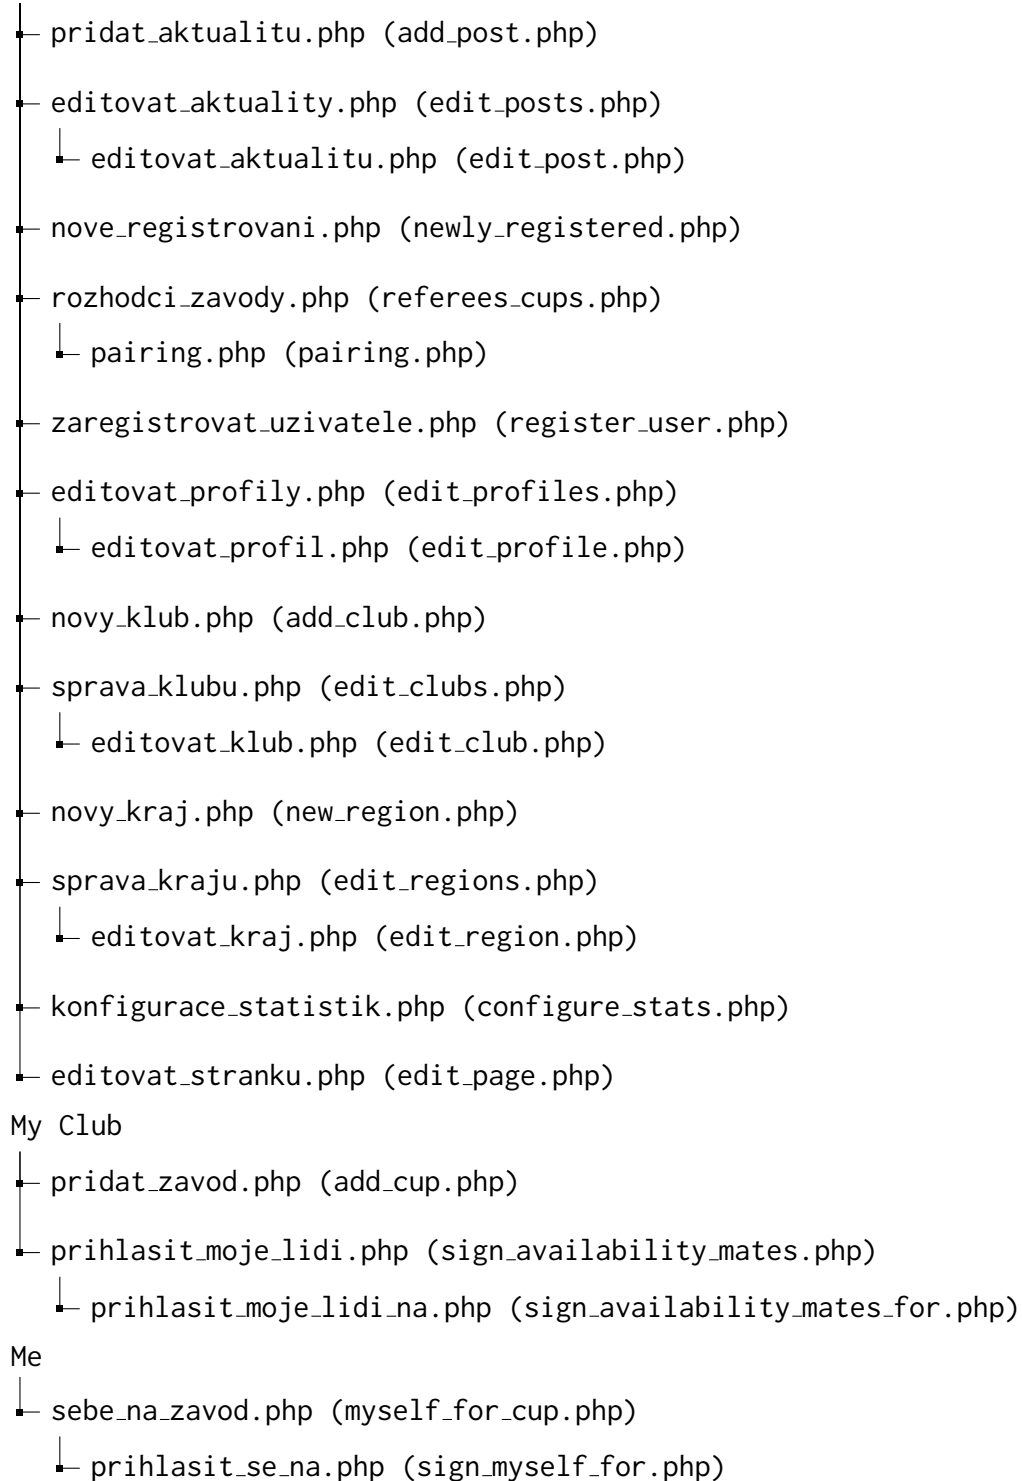 pridat_aktualitu.php (add_post.php)
editovat_aktuality.php (edit_posts.php)
editovat_aktualitu.php (edit_post.php)
nove_registrovani.php (newly_registered.php)
rozhodci_zavody.php (referees_cups.php)
pairing.php (pairing.php)
zaregistrovat_uzivatele.php (register_user.php)
editovat_profily.php (edit_profiles.php)
editovat_profil.php (edit_profile.php)
novy_klub.php (add_club.php)
sprava_klubu.php (edit_clubs.php)
editovat_klub.php (edit_club.php)
novy_kraj.php (new_region.php)
sprava_kraju.php (edit_regions.php)
editovat_kraj.php (edit_region.php)
konfigurace_statistik.php (configure_stats.php)
editovat_stranku.php (edit_page.php)
My Club
pridat_zavod.php (add_cup.php)
prihlasit_moje_lidi.php (sign_availability_mates.php)
prihlasit_moje_lidi_na.php (sign_availability_mates_for.php)
Me
sebe_na_zavod.php (myself_for_cup.php)
prihlasit_se_na.php (sign_myself_for.php)